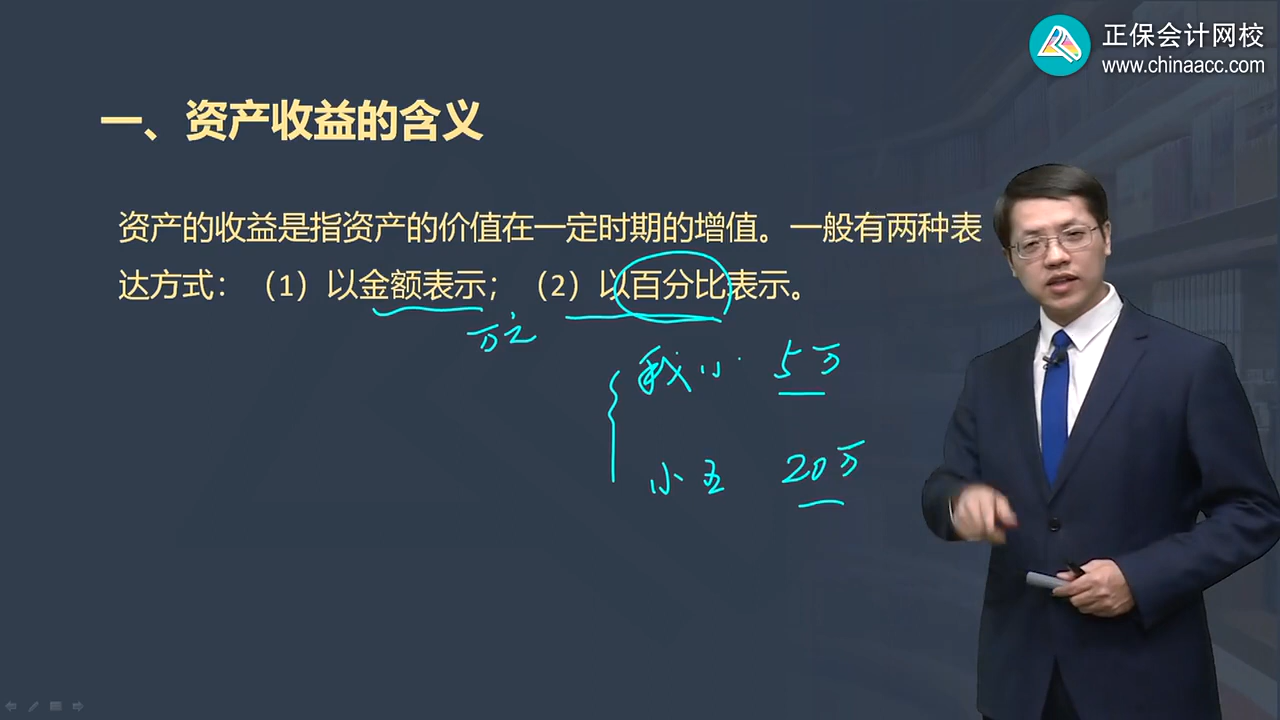 正保会计网校
www.chinaacc.com
一、资产收益的含义
资产的收益是指资产的价值在一定时期的增值。一般有两种表
达方式：（1）以金额表示；（2）以百分比表示。
万元
5万
小王 20万